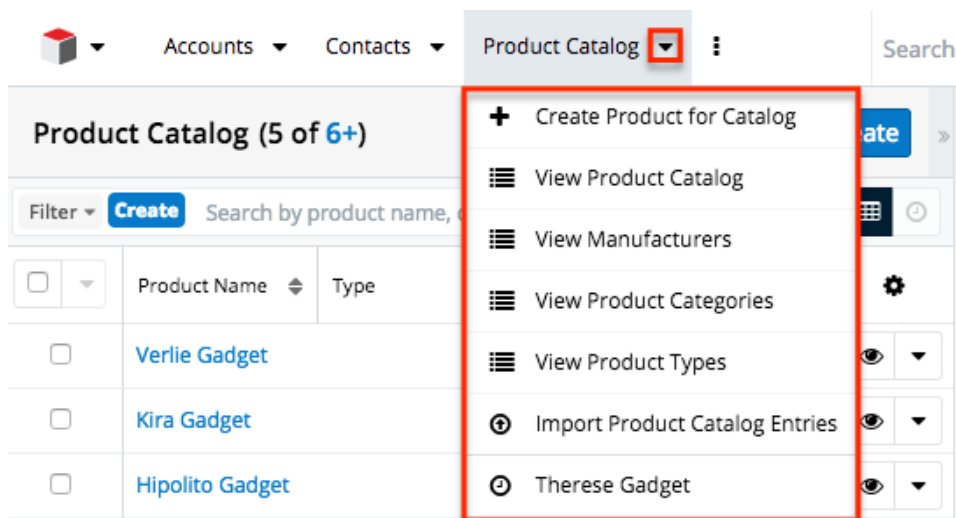 Accounts Contacts Product Catalog Search
Product Catalog (5 of 6+)
Create Product for Catalog
View Product Catalog
Filter Create Search by product name,
View Manufacturers
Product Name Type
View Product Categories
Verlie Gadget
View Product Types
Kira Gadget
Import Product Catalog Entries
Hipolito Gadget
Therese Gadget